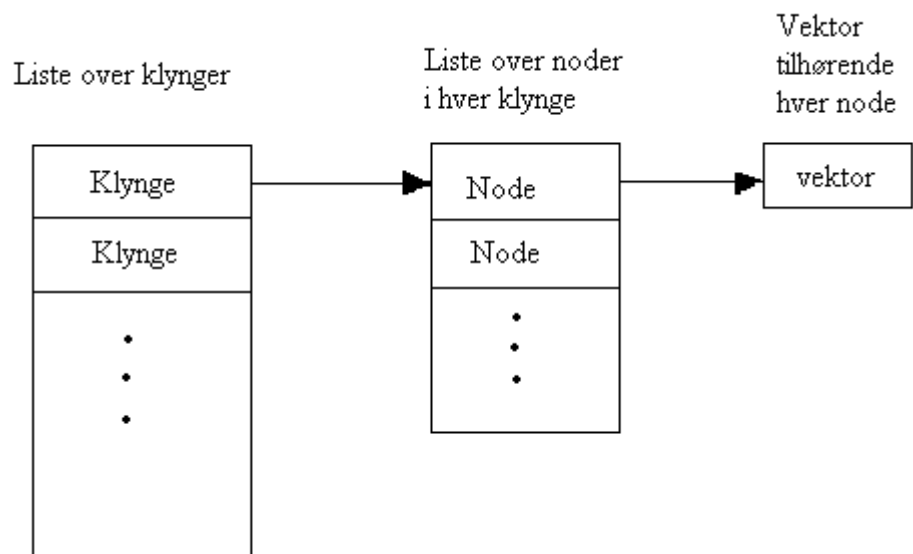 Liste over klynger
Liste over noder
i hver klynge
Vektor
tilhørende
hver node
Klynge
Klynge
Node
Node
vektor